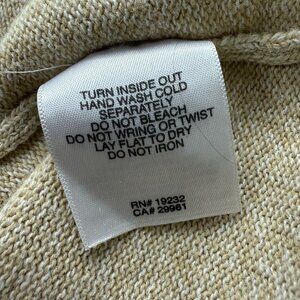 TURN INSIDE OUT
HAND WASH COLD
SEPARATELY
DO NOT BLEACH
DO NOT WRING OR TWIST
LAY FLAT TO DRY
DO NOT IRON
RN# 19232
CA# 29961